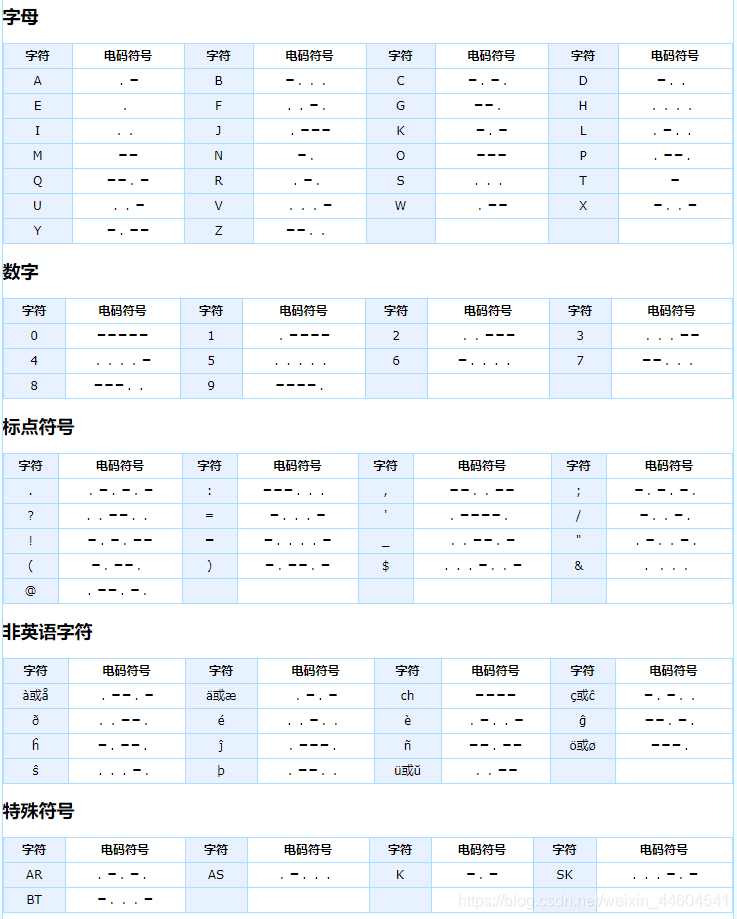 字母
字符 电码符号 字符 电码符号 字符 电码符号 字符 电码符号
A .- B -... C -.-. D -..
E . F ..-. G --. H ....
I .. J .--- K -.- L .-..
M -- N -. O --- P .--.
Q --.- R .-. S ... T -
U ..- V ...- W .-- X -..-
Y -.-- Z --..
数字
字符 电码符号 字符 电码符号 字符 电码符号 字符 电码符号
0 ----- 1 .---- 2 ..--- 3 ...--
4 ....- 5 ..... 6 -.... 7 --...
8 ---.. 9 ----.
标点符号
字符 电码符号 字符 电码符号 字符 电码符号 字符 电码符号
. .-.-.- : ---... , --..-- ; -.-.-.
? ..--.. = -...- ' .----. / -..-.
! -.-.-- - -....- _ ..--.- " .-..-.
( -.--. ) -.--.- $ ...-..- & ....
@ .--.-.
非英语字符
字符 电码符号 字符 电码符号 字符 电码符号 字符 电码符号
à或å .--.- ä或æ .-.- ch ---- ç或ĉ -.-..
ð ..--. é ..-.. è .-..- ĝ --.-.
ĥ -.--. ĵ .---. ñ --.-- ö或ø ---.
ŝ ...-. þ .--.. ü或ŭ ..--
特殊符号
字符 电码符号 字符 电码符号 字符 电码符号 字符 电码符号
AR .-.-. AS .-... K -.- SK ...-.-
BT -...-
https://blog.csdn.net/weixin_44604541